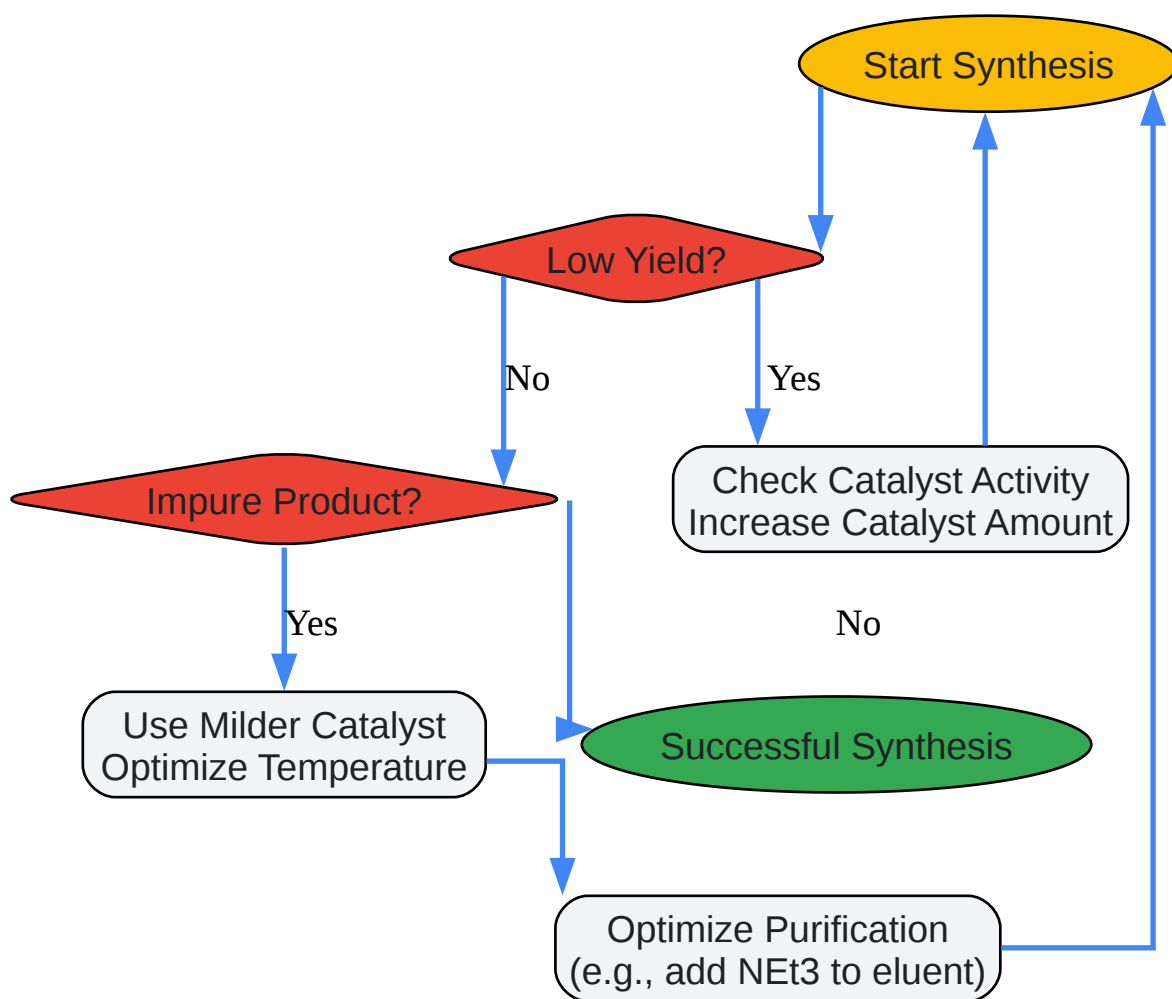 Start Synthesis
Low Yield?
No
Yes
Check Catalyst Activity
Increase Catalyst Amount
Impure Product?
Yes
No
Use Milder Catalyst
Optimize Temperature
Successful Synthesis
Optimize Purification
(e.g., add NEt3 to eluent)